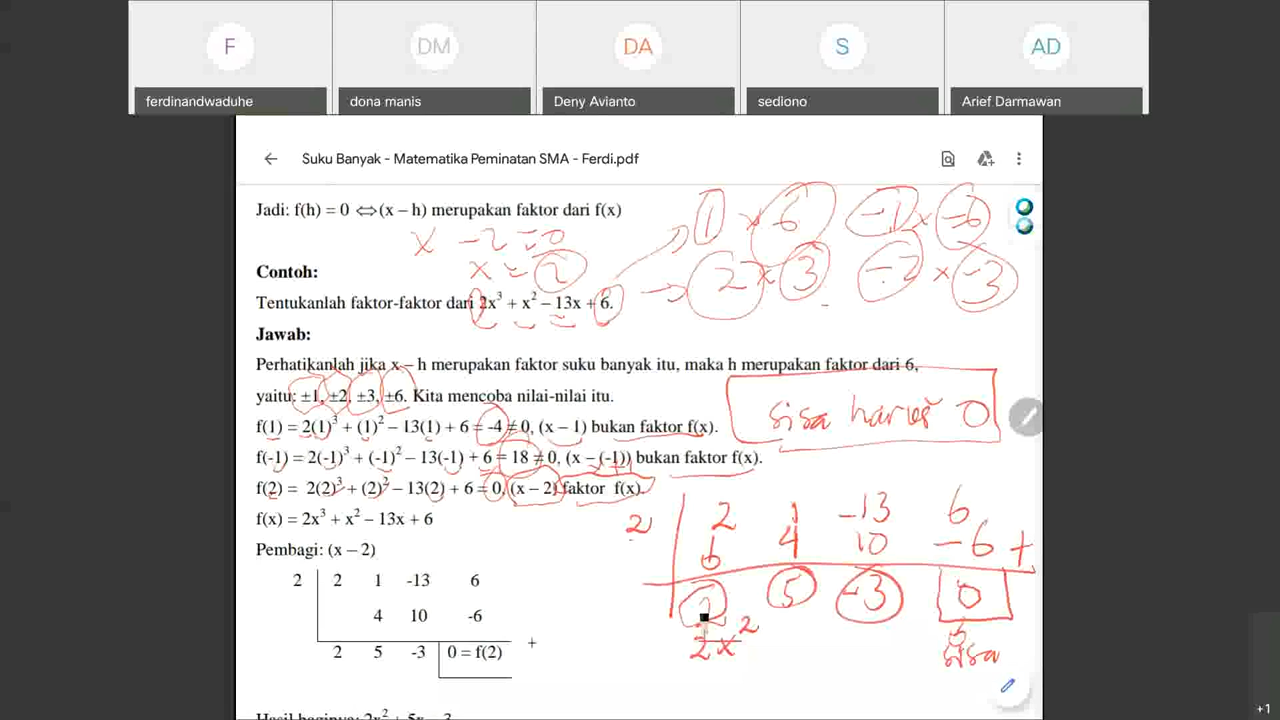 F DM DA S AD
ferdinandwaduhe dona manis Deny Avianto sediono Arief Darmawan
Suku Banyak - Matematika Peminatan SMA - Ferdi.pdf
Jadi: f(h) = 0 ⇔ (x – h) merupakan faktor dari f(x)
1 × 6 -1 × -6
x - 2 = 0
x = 2
2 × 3 -2 × -3
Contoh:
Tentukanlah faktor-faktor dari 2x³ + x² – 13x + 6.
Jawab:
Perhatikanlah jika x – h merupakan faktor suku banyak itu, maka h merupakan faktor dari 6,
yaitu: ±1, ±2, ±3, ±6. Kita mencoba nilai-nilai itu.
sisa harus 0
f(1) = 2(1)³ + (1)² – 13(1) + 6 = -4 ≠ 0, (x – 1) bukan faktor f(x).
f(-1) = 2(-1)³ + (-1)² – 13(-1) + 6 = 18 ≠ 0, (x – (-1)) bukan faktor f(x).
f(2) = 2(2)³ + (2)² – 13(2) + 6 = 0, (x – 2) faktor f(x).
f(x) = 2x³ + x² – 13x + 6
Pembagi: (x – 2)
2 2 1 -13 6
4 10 -6
+
2 5 -3 0 = f(2)
2 2 1 -13 6
4 10 -6 +
2 5 -3 0
2x²
sisa
Hasil baginya: 2x² + 5x – 3
+1